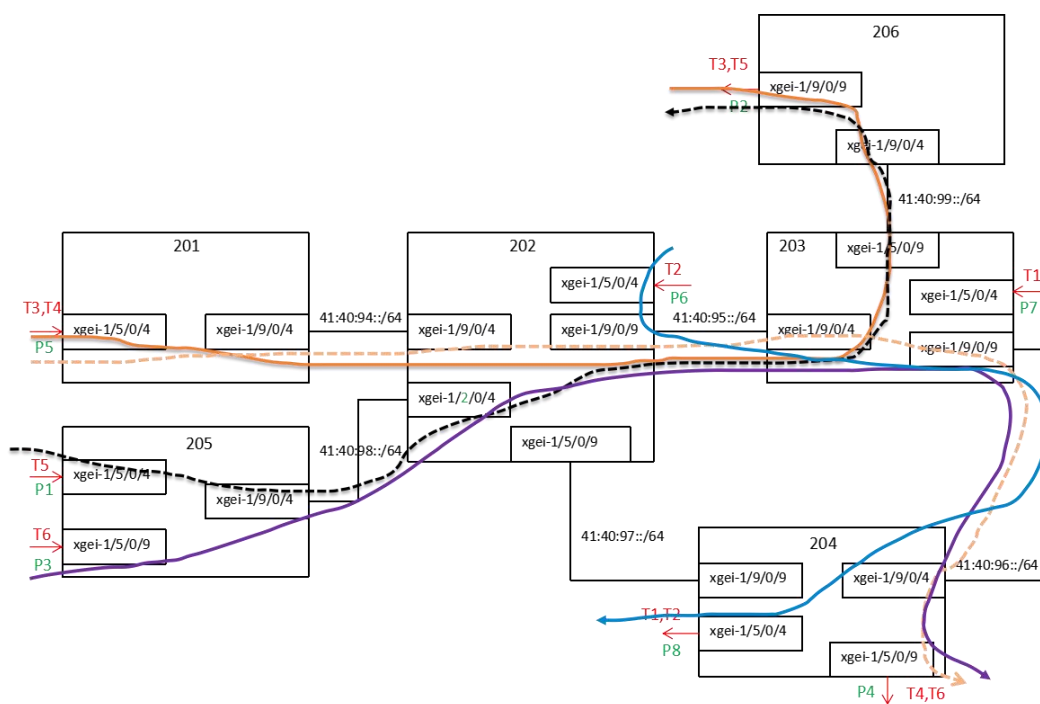 206
T3,T5
xgei-1/9/0/9
P2
xgei-1/9/0/4
41:40:99::/64
201
202
203
xgei-1/5/0/9
T3,T4
P5
xgei-1/5/0/4
xgei-1/9/0/4
41:40:94::/64
xgei-1/5/0/4
T2
P6
xgei-1/9/0/4
xgei-1/9/0/9
41:40:95::/64
xgei-1/9/0/4
xgei-1/5/0/4
T1
P7
xgei-1/9/0/9
xgei-1/2/0/4
xgei-1/5/0/9
41:40:98::/64
205
T5
P1
xgei-1/5/0/4
xgei-1/9/0/4
T6
P3
xgei-1/5/0/9
41:40:97::/64
204
xgei-1/9/0/9
xgei-1/9/0/4
41:40:96::/64
T1,T2
P8
xgei-1/5/0/4
xgei-1/5/0/9
P4
T4,T6